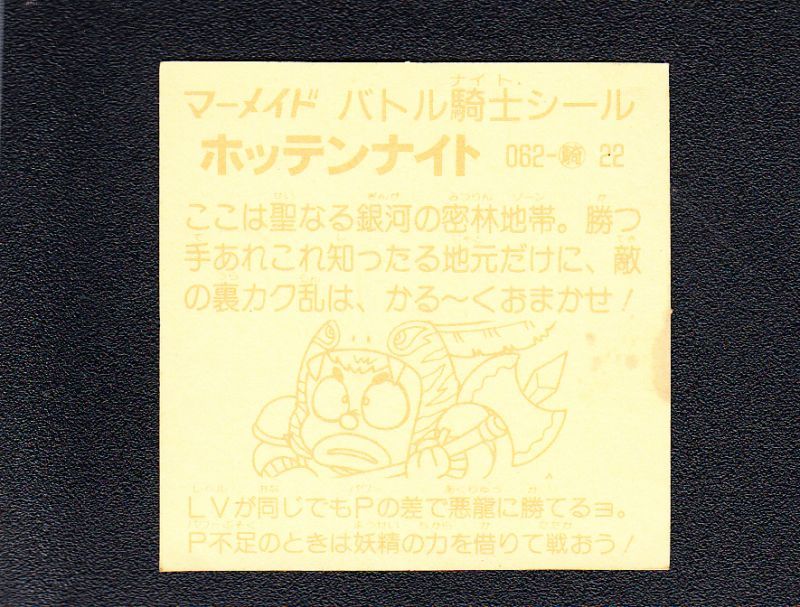 マーメイド バトル騎士シール
ナイト
ホッテンナイト 062-騎 22
ここは聖なる銀河の密林地帯。勝つ
手あれこれ知ったる地元だけに、敵
の裏カク乱は、かる〜くおまかせ!
LVが同じでもPの差で悪龍に勝てるヨ。
P不足のときは妖精の力を借りて戦おう!